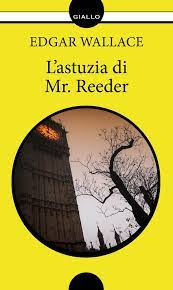 GIALLO
EDGAR WALLACE
L'astuzia di
Mr. Reeder